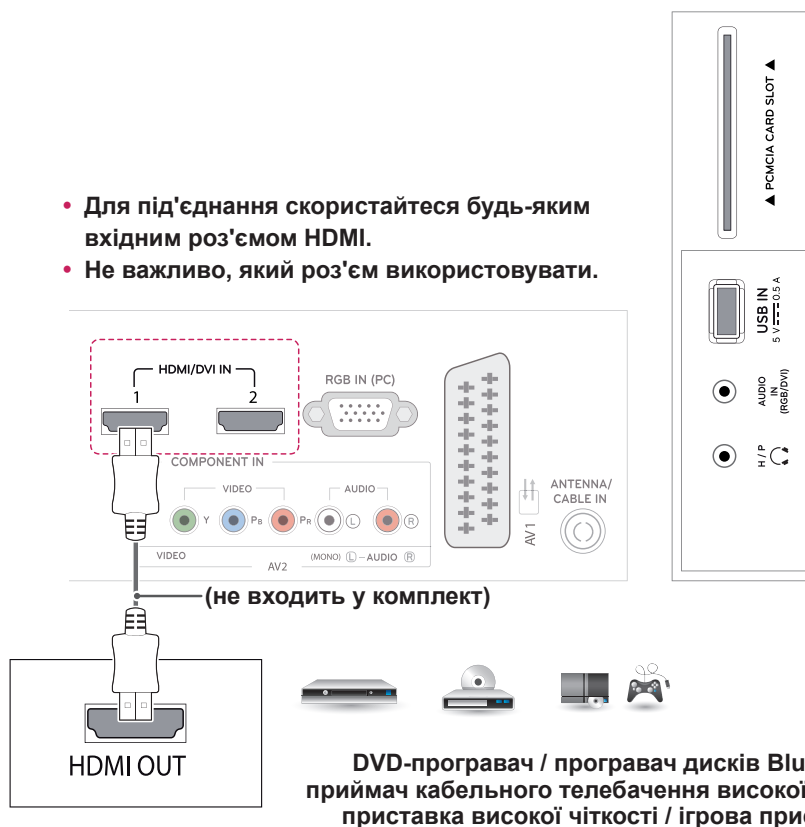 ▲ PCMCIA CARD SLOT ▲
• Для під'єднання скористайтеся будь-яким
вхідним роз'ємом HDMI.
• Не важливо, який роз'єм використовувати.
USB IN
5 V 0.5 A
AUDIO
IN
(RGB/DVI)
H / P
HDMI/DVI IN
1 2
RGB IN (PC)
COMPONENT IN
VIDEO AUDIO
Y PB PR L R
VIDEO (MONO) L – AUDIO R
AV2
AV 1
ANTENNA/
CABLE IN
(не входить у комплект)
HDMI OUT
DVD-програвач / програвач дисків Blu
приймач кабельного телебачення високої
приставка високої чіткості / ігрова